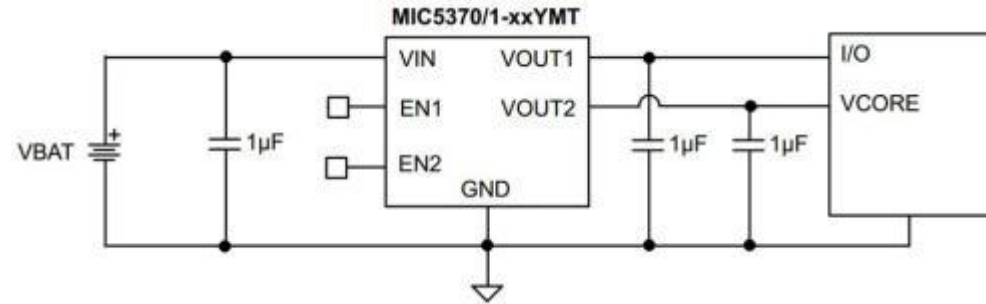 MIC5370/1-xxYMT
VIN VOUT1 I/O
EN1 VOUT2 VCORE
VBAT + 1µF 1µF 1µF
EN2
GND